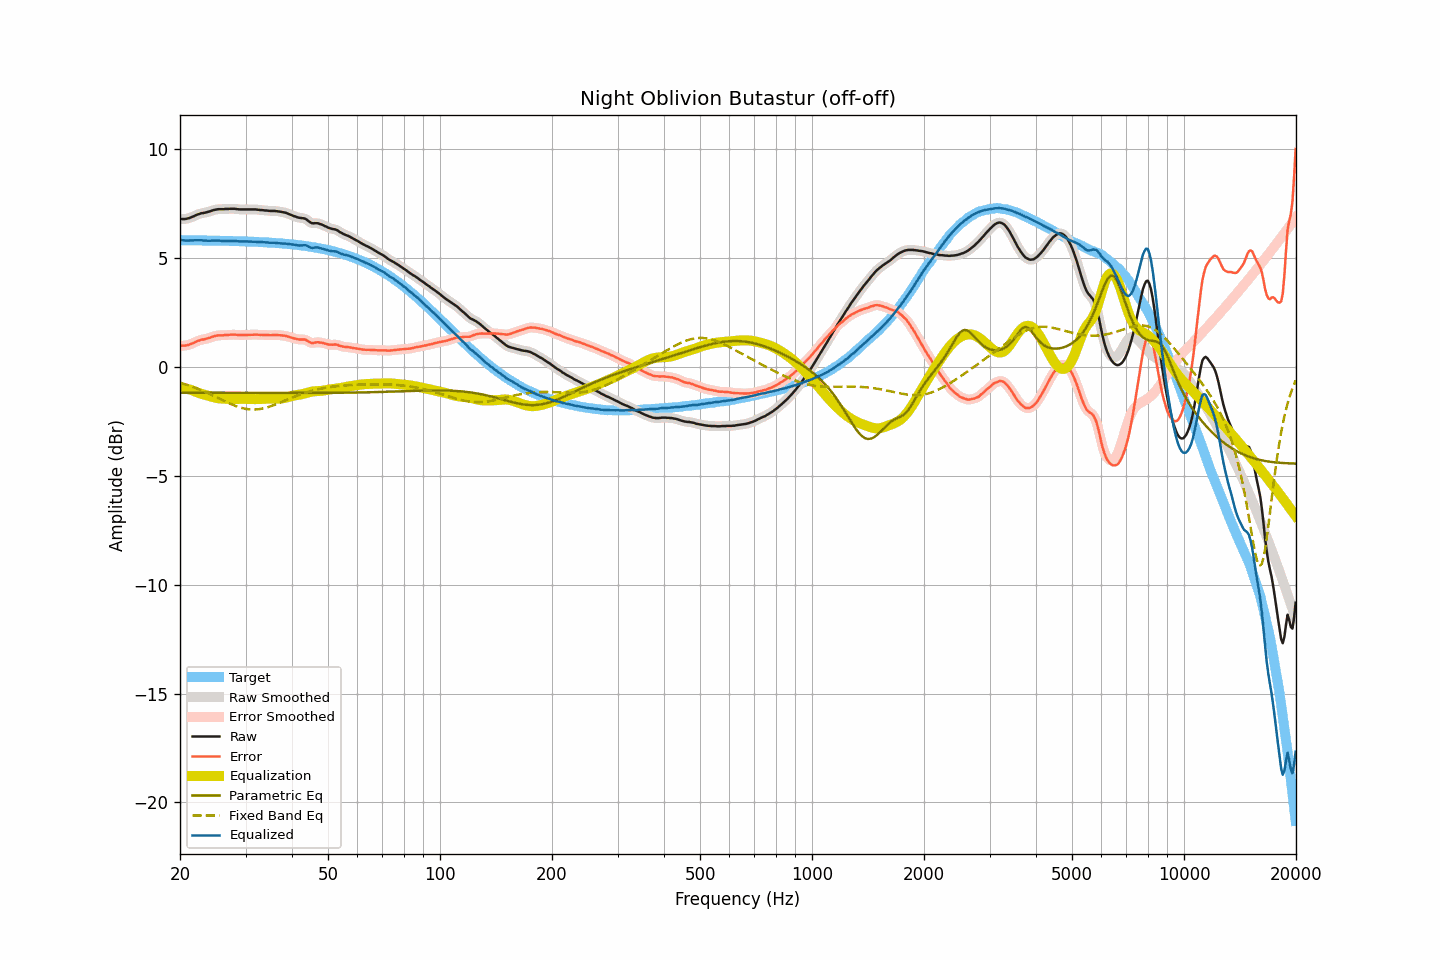 Night Oblivion Butastur (off-off)
Amplitude (dBr)
10
5
0
−5
−10
−15
−20
Target
Raw Smoothed
Error Smoothed
Raw
Error
Equalization
Parametric Eq
Fixed Band Eq
Equalized
20 50 100 200 500 1000 2000 5000 10000 20000
Frequency (Hz)